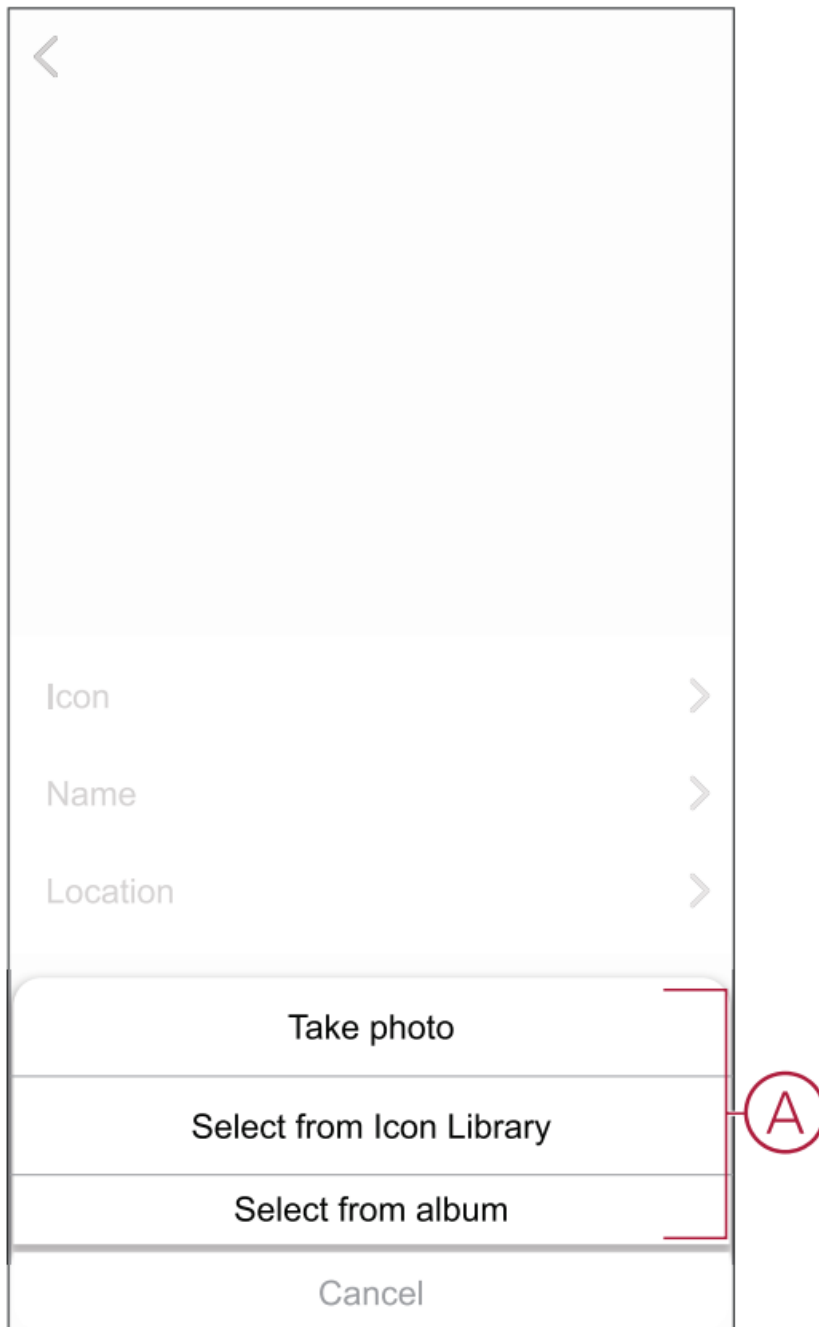 Icon
Name
Location
Take photo
Select from Icon Library
Select from album
Cancel
A